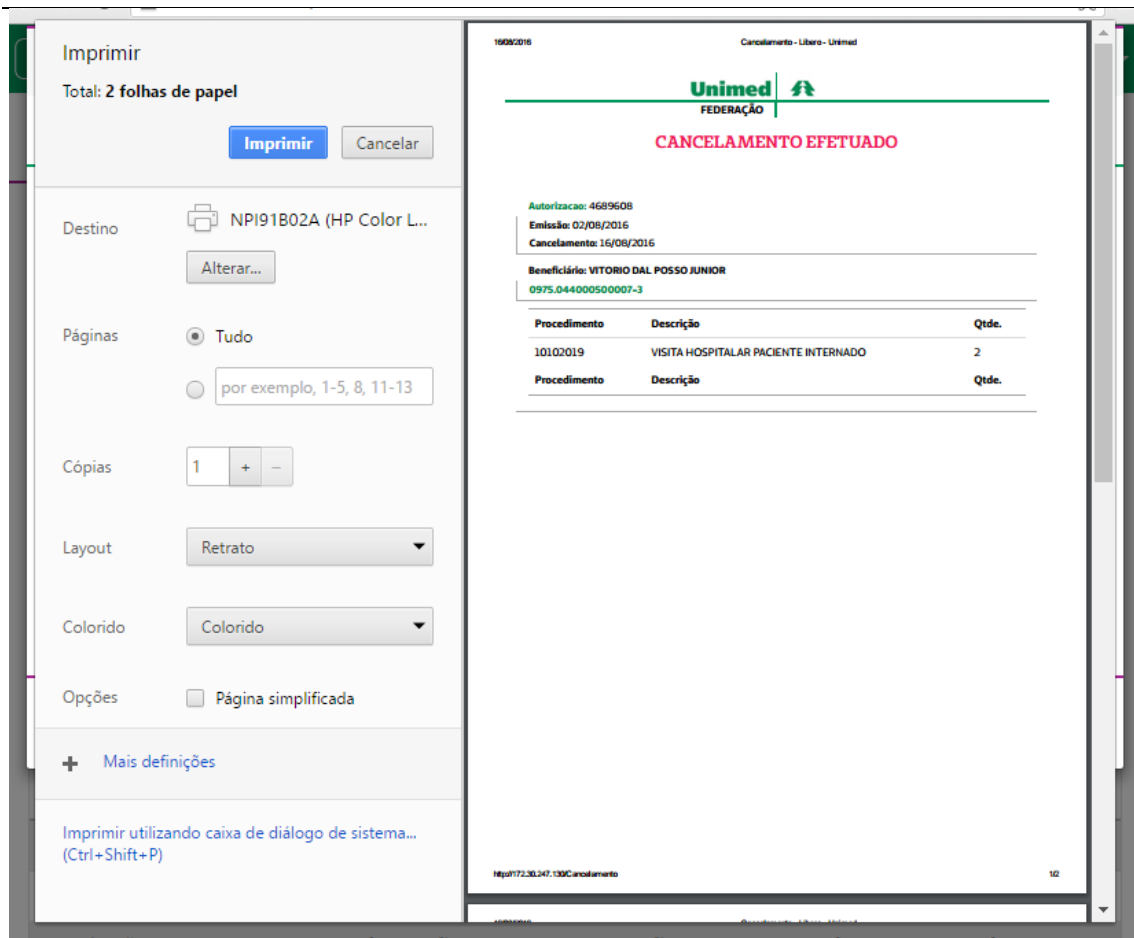 Imprimir
Total: 2 folhas de papel
Imprimir Cancelar
Destino NPI91B02A (HP Color L...
Alterar...
Páginas Tudo
por exemplo, 1-5, 8, 11-13
Cópias 1 + −
Layout Retrato
Colorido Colorido
Opções Página simplificada
+ Mais definições
Imprimir utilizando caixa de diálogo de sistema...
(Ctrl+Shift+P)
16/08/2016 Cancelamento - Libero - Unimed
Unimed
FEDERAÇÃO
CANCELAMENTO EFETUADO
Autorizacao: 4689608
Emissão: 02/08/2016
Cancelamento: 16/08/2016
Beneficiário: VITORIO DAL POSSO JUNIOR
0975.044000500007-3
Procedimento Descrição Qtde.
10102019 VISITA HOSPITALAR PACIENTE INTERNADO 2
Procedimento Descrição Qtde.
http://172.30.247.130/Cancelamento 1/2